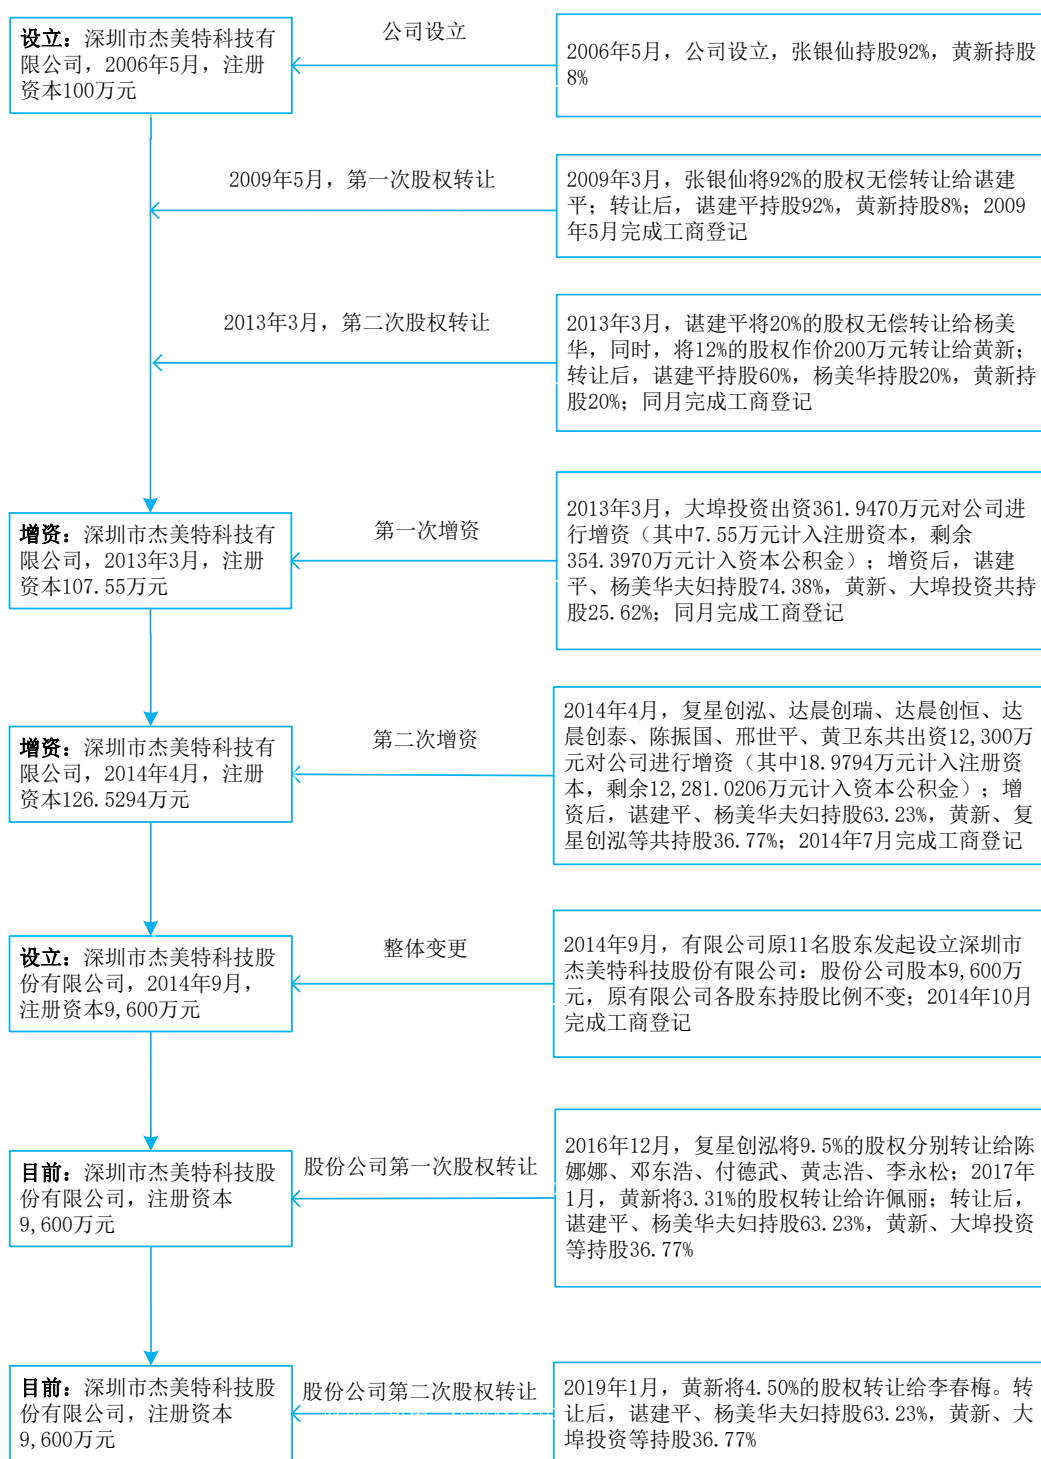 设立：深圳市杰美特科技有
限公司，2006年5月，注册
资本100万元
公司设立
2006年5月，公司设立，张银仙持股92%，黄新持股
8%
2009年5月，第一次股权转让
2009年3月，张银仙将92%的股权无偿转让给谌建
平；转让后，谌建平持股92%，黄新持股8%；2009
年5月完成工商登记
2013年3月，第二次股权转让
2013年3月，谌建平将20%的股权无偿转让给杨美
华，同时，将12%的股权作价200万元转让给黄新；
转让后，谌建平持股60%，杨美华持股20%，黄新持
股20%；同月完成工商登记
增资：深圳市杰美特科技有
限公司，2013年3月，注册
资本107.55万元
第一次增资
2013年3月，大埠投资出资361.9470万元对公司进
行增资（其中7.55万元计入注册资本，剩余
354.3970万元计入资本公积金）；增资后，谌建
平、杨美华夫妇持股74.38%，黄新、大埠投资共持
股25.62%；同月完成工商登记
增资：深圳市杰美特科技有
限公司，2014年4月，注册
资本126.5294万元
第二次增资
2014年4月，复星创泓、达晨创瑞、达晨创恒、达
晨创泰、陈振国、邢世平、黄卫东共出资12,300万
元对公司进行增资（其中18.9794万元计入注册资
本，剩余12,281.0206万元计入资本公积金）；增
资后，谌建平、杨美华夫妇持股63.23%，黄新、复
星创泓等共持股36.77%；2014年7月完成工商登记
设立：深圳市杰美特科技股
份有限公司，2014年9月，
注册资本9,600万元
整体变更
2014年9月，有限公司原11名股东发起设立深圳市
杰美特科技股份有限公司：股份公司股本9,600万
元，原有限公司各股东持股比例不变；2014年10月
完成工商登记
目前：深圳市杰美特科技股
份有限公司，注册资本
9,600万元
股份公司第一次股权转让
2016年12月，复星创泓将9.5%的股权分别转让给陈
娜娜、邓东浩、付德武、黄志浩、李永松；2017年
1月，黄新将3.31%的股权转让给许佩丽；转让后，
谌建平、杨美华夫妇持股63.23%，黄新、大埠投资
等持股36.77%
目前：深圳市杰美特科技股
份有限公司，注册资本
9,600万元
股份公司第二次股权转让
2019年1月，黄新将4.50%的股权转让给李春梅。转
让后，谌建平、杨美华夫妇持股63.23%，黄新、大
埠投资等持股36.77%